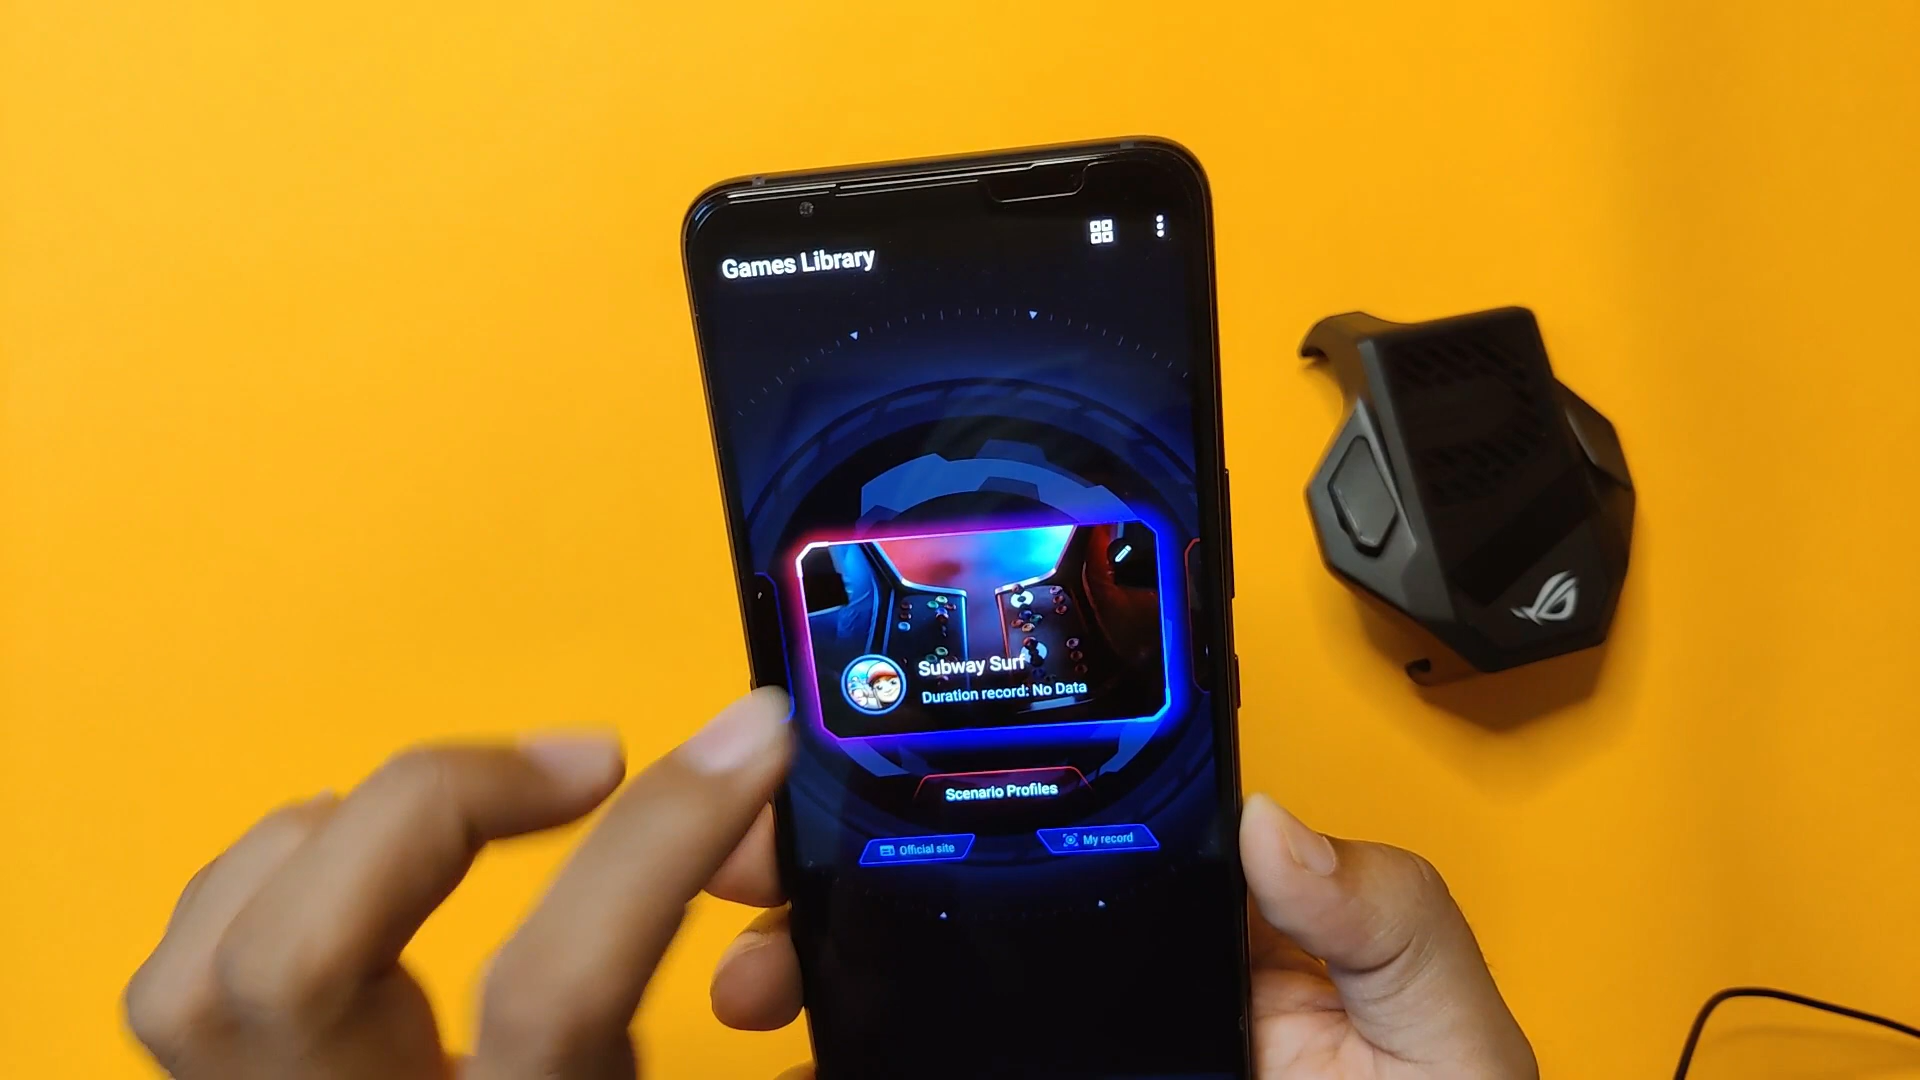 Games Library
Subway Surf
Duration record: No Data
Scenario Profiles
Official site
My record